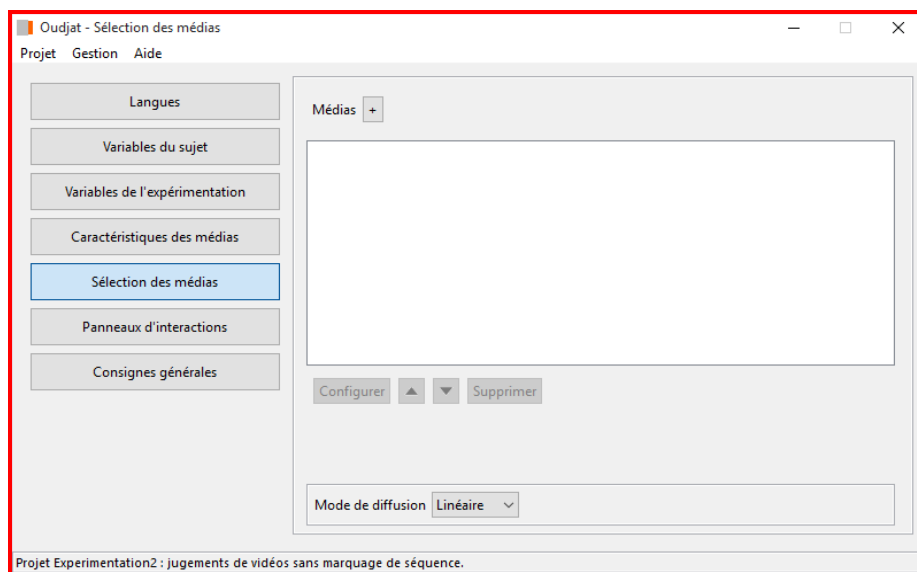 Oudjat - Sélection des médias
Projet Gestion Aide
Langues
Variables du sujet
Variables de l'expérimentation
Caractéristiques des médias
Sélection des médias
Panneaux d'interactions
Consignes générales
Médias +
Configurer Supprimer
Mode de diffusion Linéaire
Projet Experimentation2 : jugements de vidéos sans marquage de séquence.